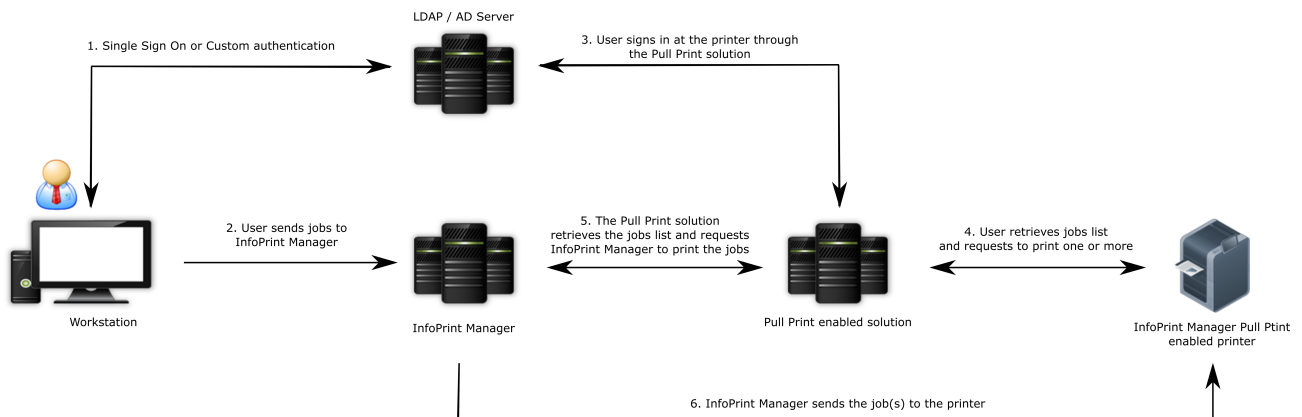 LDAP / AD Server
1. Single Sign On or Custom authentication
3. User signs in at the printer through
the Pull Print solution
2. User sends jobs to
InfoPrint Manager
5. The Pull Print solution
retrieves the jobs list and requests
InfoPrint Manager to print the jobs
4. User retrieves jobs list
and requests to print one or more
Workstation
InfoPrint Manager
Pull Print enabled solution
InfoPrint Manager Pull Ptint
enabled printer
6. InfoPrint Manager sends the job(s) to the printer